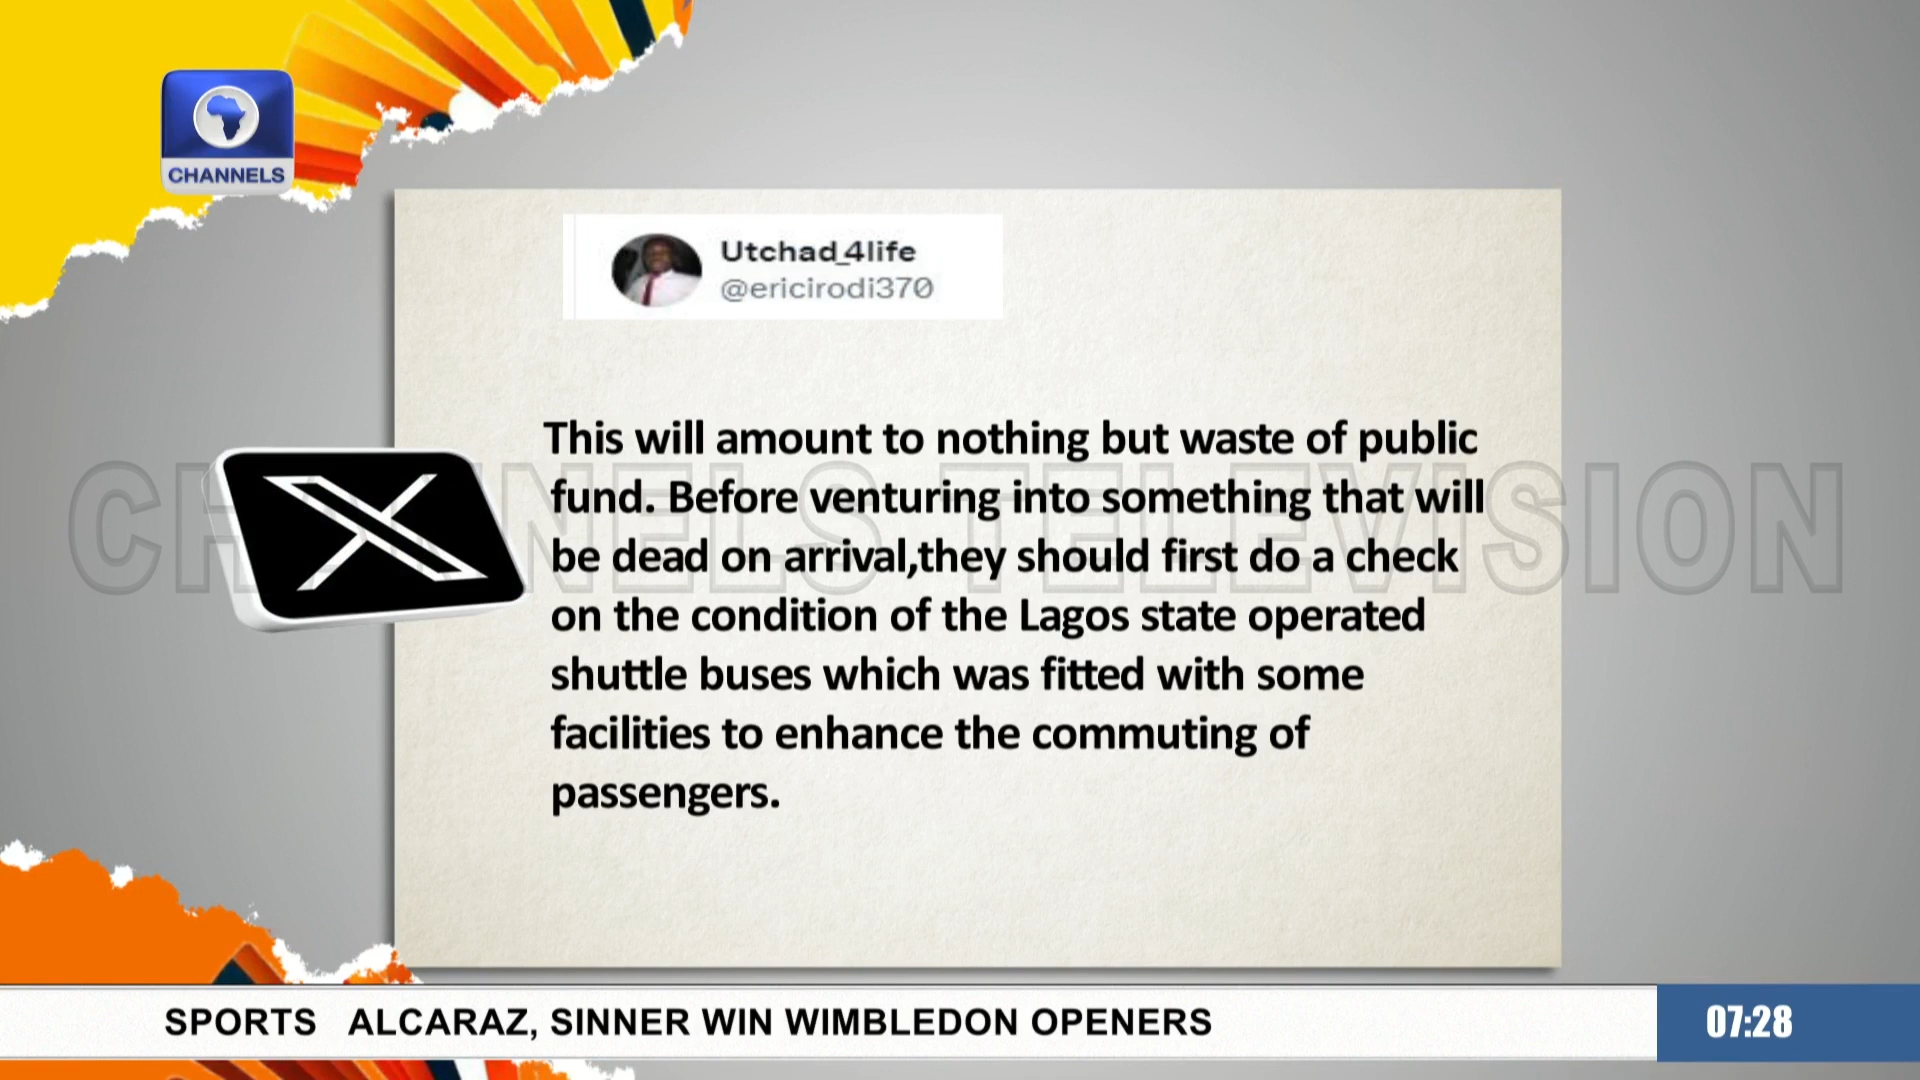 CHANNELS
Utchad_4life
@ericirodi370
This will amount to nothing but waste of public
fund. Before venturing into something that will
be dead on arrival,they should first do a check
on the condition of the Lagos state operated
shuttle buses which was fitted with some
facilities to enhance the commuting of
passengers.
CHANNELS TELEVISION
SPORTS ALCARAZ, SINNER WIN WIMBLEDON OPENERS
07:28